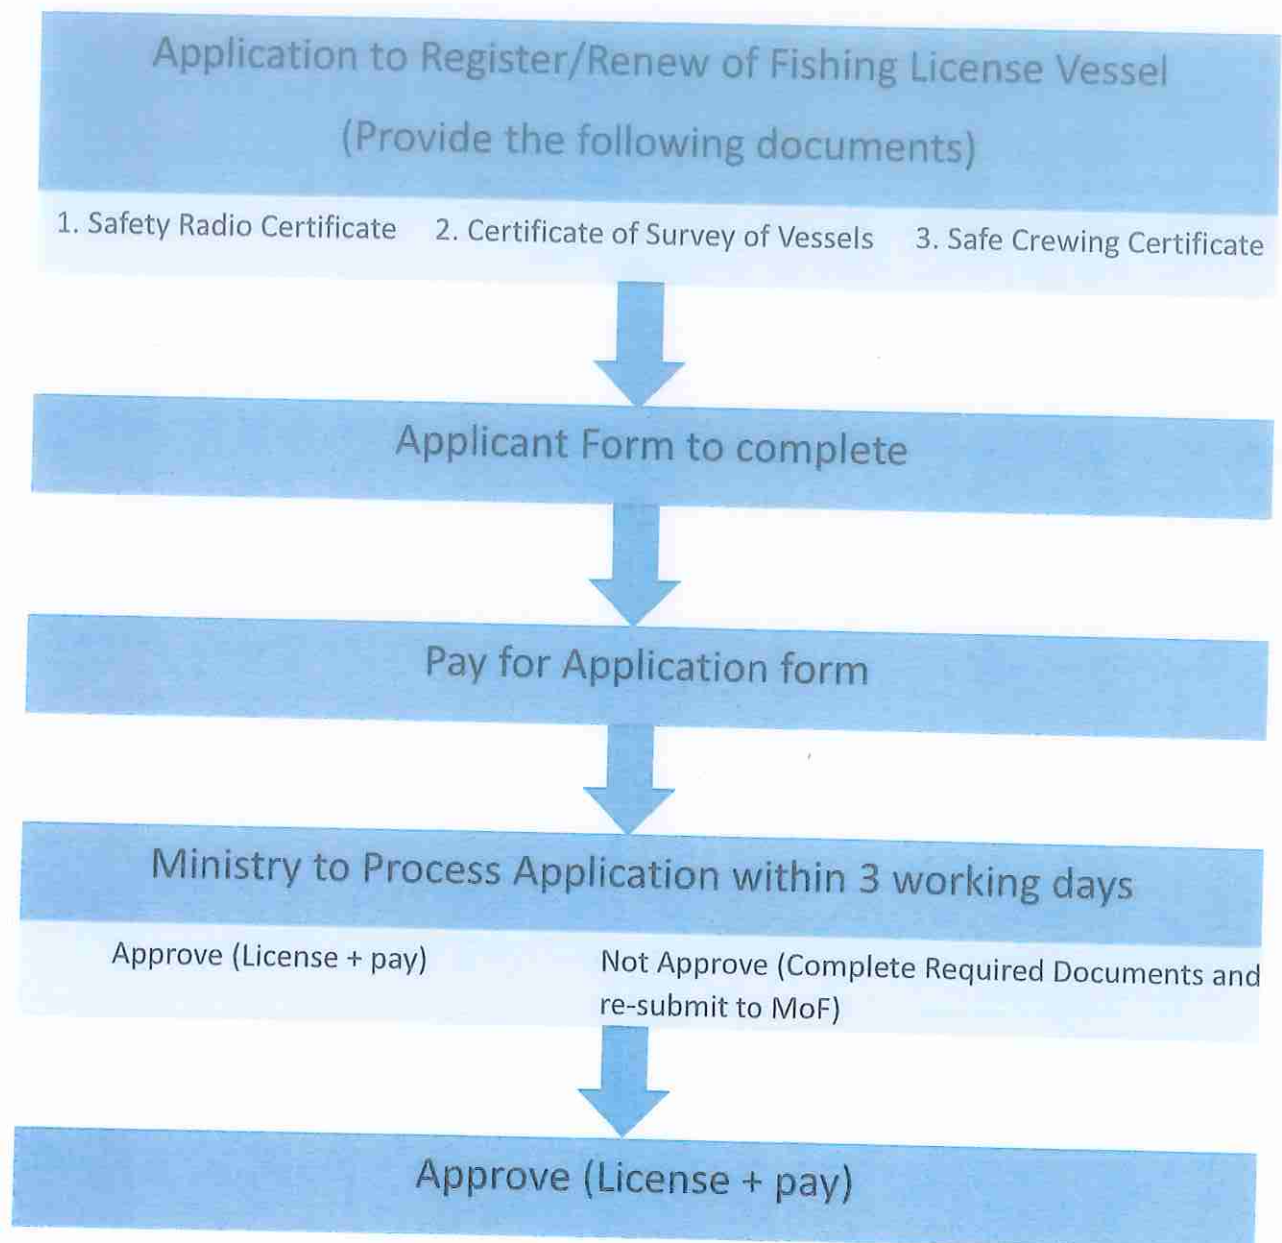 Application to Register/Renew of Fishing License Vessel
(Provide the following documents)
1. Safety Radio Certificate 2. Certificate of Survey of Vessels 3. Safe Crewing Certificate
Applicant Form to complete
Pay for Application form
Ministry to Process Application within 3 working days
Approve (License + pay) Not Approve (Complete Required Documents and
re-submit to MoF)
Approve (License + pay)